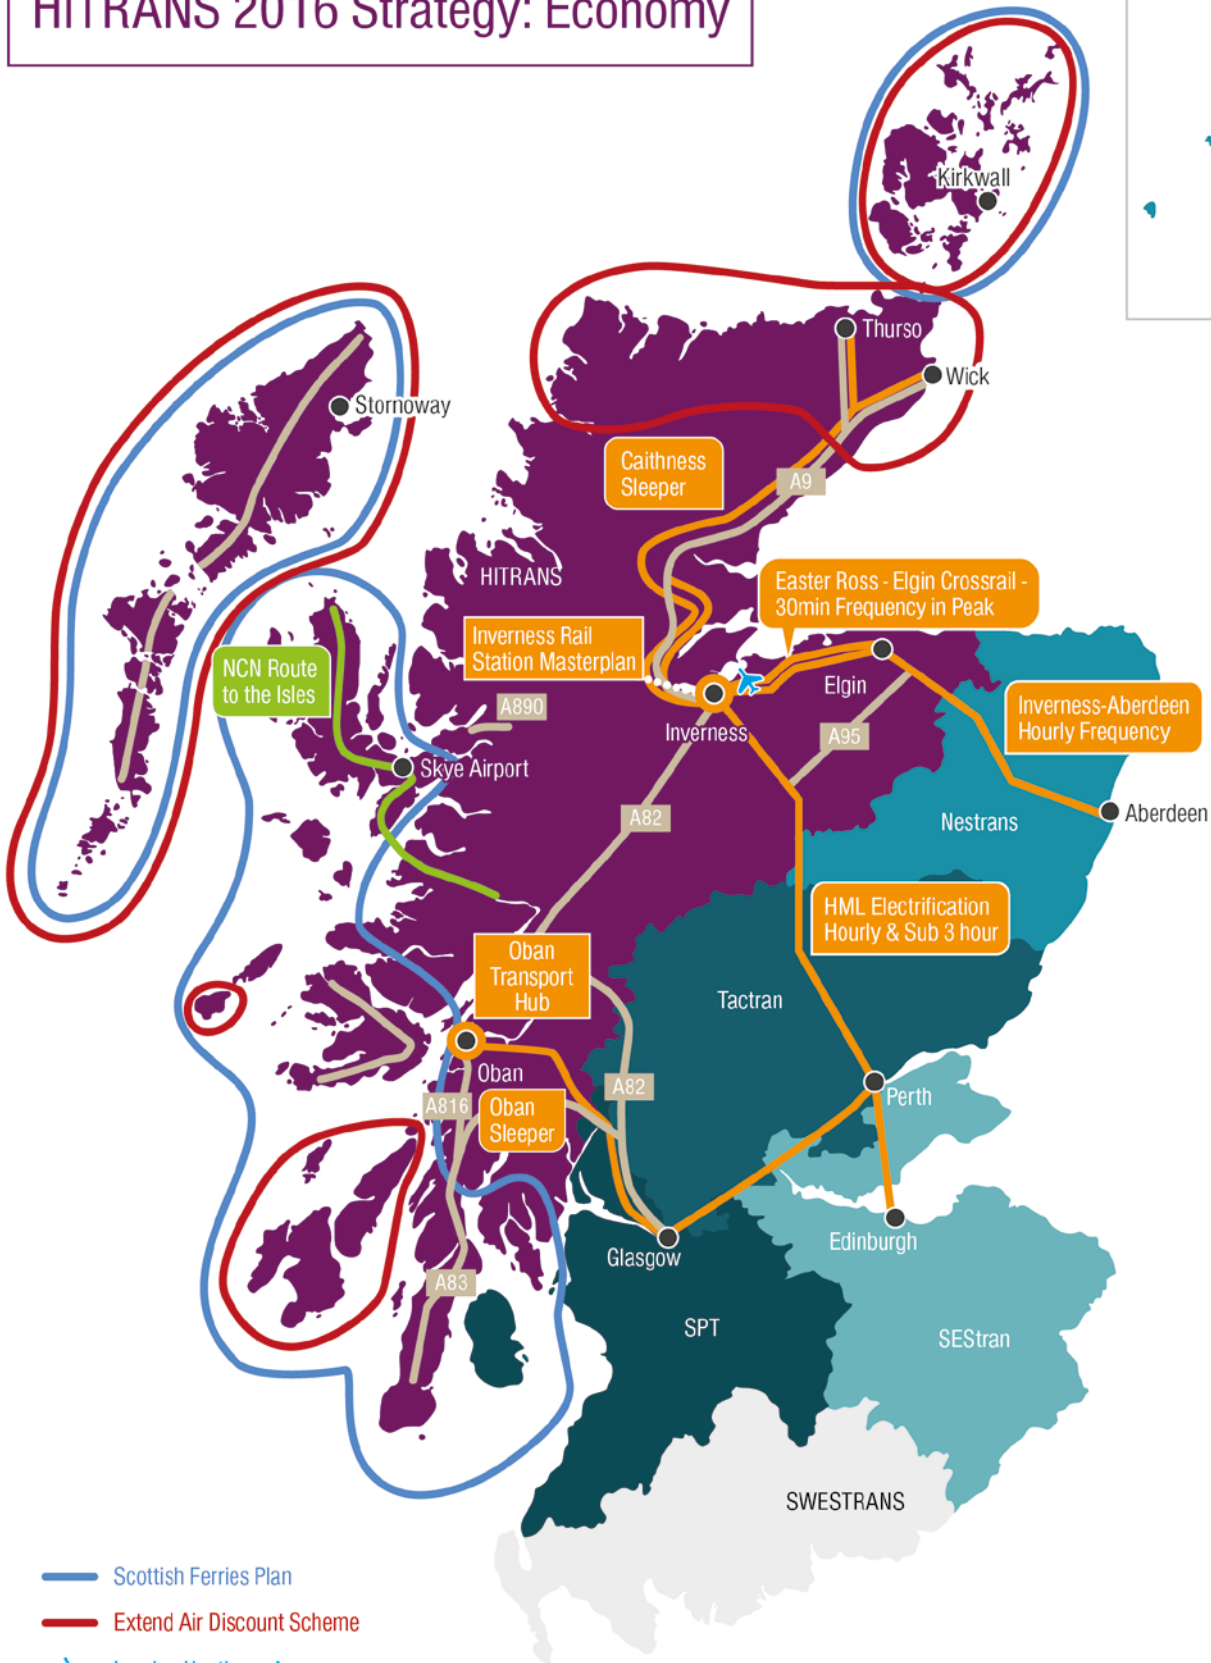 HITRANS 2016 Strategy: Economy
Kirkwall
Thurso
Wick
Stornoway
Caithness
Sleeper
A9
HITRANS
Easter Ross - Elgin Crossrail -
30min Frequency in Peak
Inverness Rail
Station Masterplan
NCN Route
to the Isles
Elgin
A890
Inverness-Aberdeen
Hourly Frequency
Inverness
A95
Skye Airport
A82
Aberdeen
Nestrans
HML Electrification
Hourly & Sub 3 hour
Oban
Transport
Hub
Tactran
Oban
A82
Perth
A816
Oban
Sleeper
Edinburgh
Glasgow
A83
SPT
SEStran
SWESTRANS
Scottish Ferries Plan
Extend Air Discount Scheme